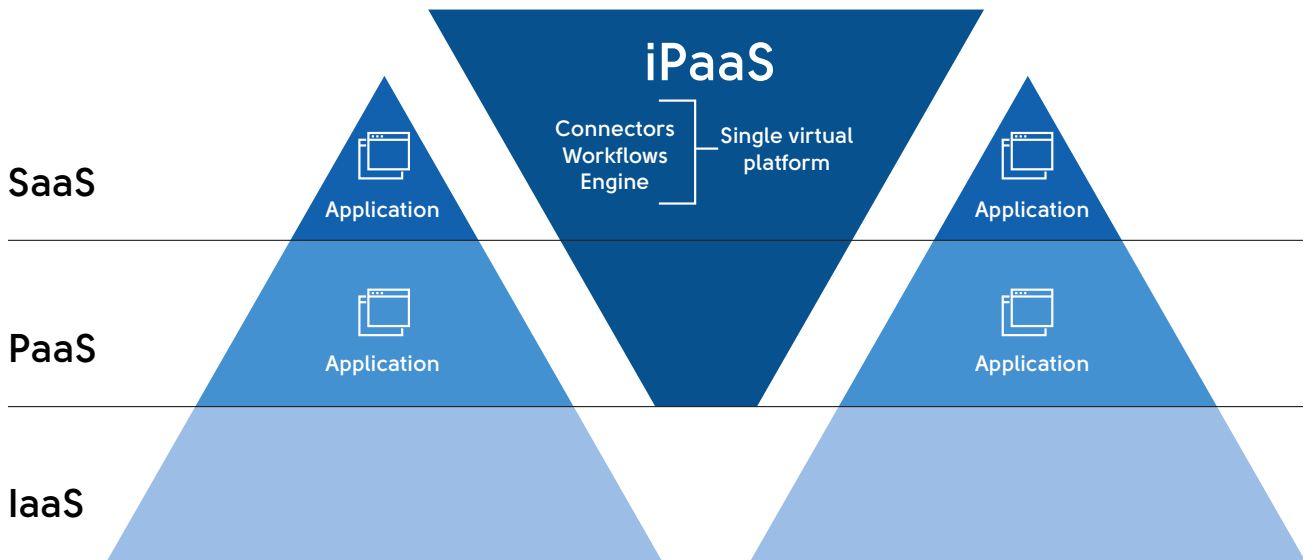 iPaaS
Connectors
Workflows
Engine
Single virtual
platform
SaaS
Application
Application
PaaS
Application
Application
IaaS